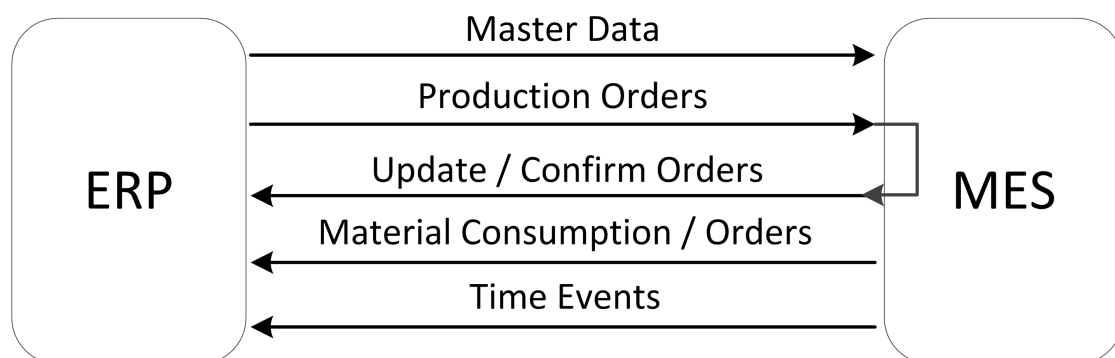 Master Data
Production Orders
Update / Confirm Orders
Material Consumption / Orders
Time Events
ERP
MES